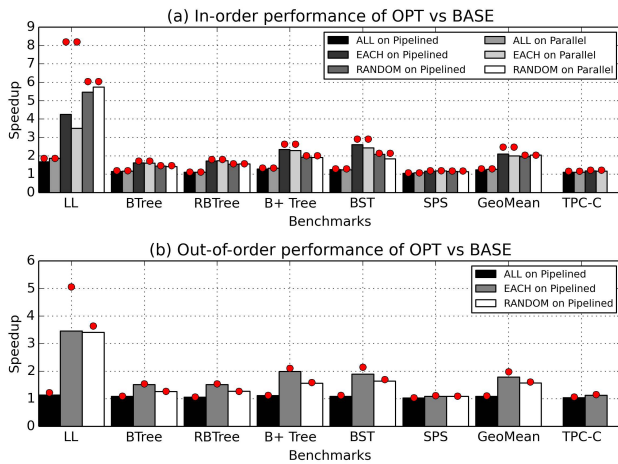 (a) In-order performance of OPT vs BASE
9
8
7
6
5
4
3
2
1
0
Speedup
ALL on Pipelined
EACH on Pipelined
RANDOM on Pipelined
ALL on Parallel
EACH on Parallel
RANDOM on Parallel
LL BTree RBTree B+ Tree BST SPS GeoMean TPC-C
Benchmarks
(b) Out-of-order performance of OPT vs BASE
6
5
4
3
2
1
0
Speedup
ALL on Pipelined
EACH on Pipelined
RANDOM on Pipelined
LL BTree RBTree B+ Tree BST SPS GeoMean TPC-C
Benchmarks